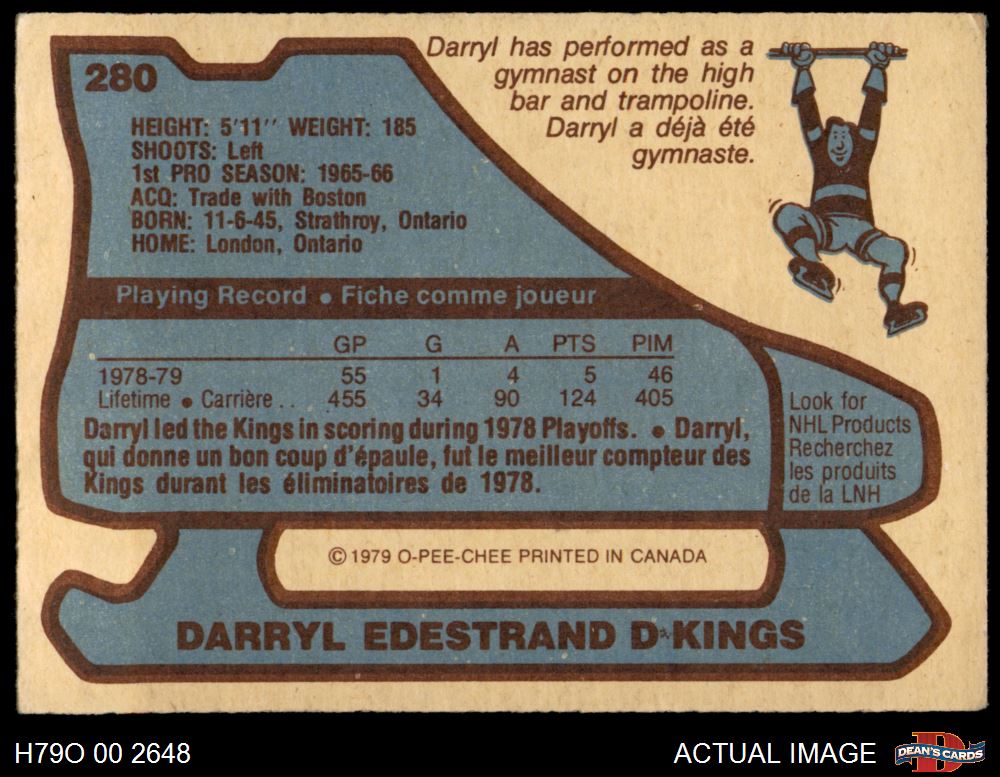 280
Darryl has performed as a
gymnast on the high
bar and trampoline.
Darryl a déjà été
gymnaste.
HEIGHT: 5'11'' WEIGHT: 185
SHOOTS: Left
1st PRO SEASON: 1965-66
ACQ: Trade with Boston
BORN: 11-6-45, Strathroy, Ontario
HOME: London, Ontario
Playing Record • Fiche comme joueur
GP G A PTS PIM
1978-79 55 1 4 5 46
Lifetime • Carrière . . 455 34 90 124 405
Darryl led the Kings in scoring during 1978 Playoffs. • Darryl,
qui donne un bon coup d'épaule, fut le meilleur compteur des
Kings durant les éliminatoires de 1978.
Look for
NHL Products
Recherchez
les produits
de la LNH
© 1979 O-PEE-CHEE PRINTED IN CANADA
DARRYL EDESTRAND D•KINGS
H79O 00 2648
ACTUAL IMAGE
D
DEAN'S CARDS